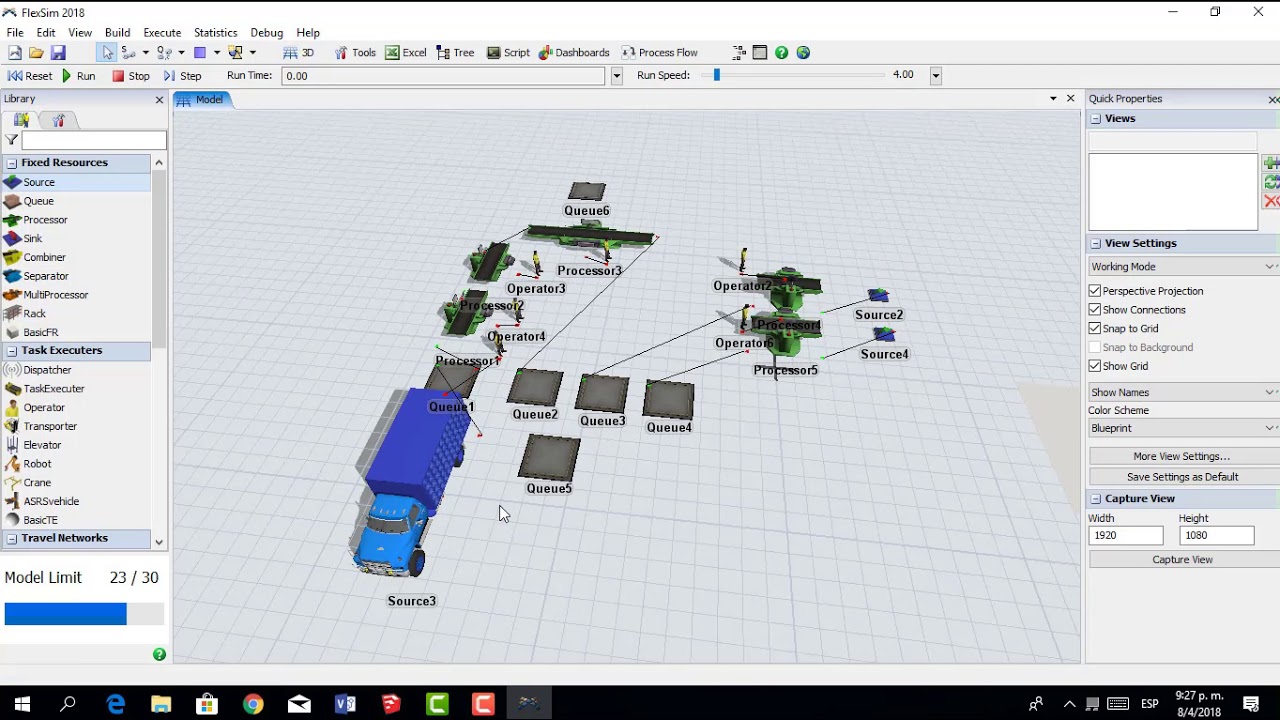 FlexSim 2018
File Edit View Build Execute Statistics Debug Help
3D Tools Excel Tree Script Dashboards Process Flow
Reset Run Stop Step Run Time: 0.00 Run Speed: 4.00
Library
Model
Quick Properties
Views
Fixed Resources
Source
Queue
Processor
Sink
Combiner
Separator
MultiProcessor
Rack
BasicFR
Task Executers
Dispatcher
TaskExecuter
Operator
Transporter
Elevator
Robot
Crane
ASRSvehicle
BasicTE
Travel Networks
Model Limit 23 / 30
Queue6
Processor3
Operator3
Processor2
Operator4
Processor1
Queue1
Queue2
Queue3
Queue4
Queue5
Source3
Operator2
Processor4
Operator6
Processor5
Source2
Source4
View Settings
Working Mode
Perspective Projection
Show Connections
Snap to Grid
Snap to Background
Show Grid
Show Names
Color Scheme
Blueprint
More View Settings...
Save Settings as Default
Capture View
Width Height
1920 1080
Capture View
ESP
9:27 p. m.
8/4/2018